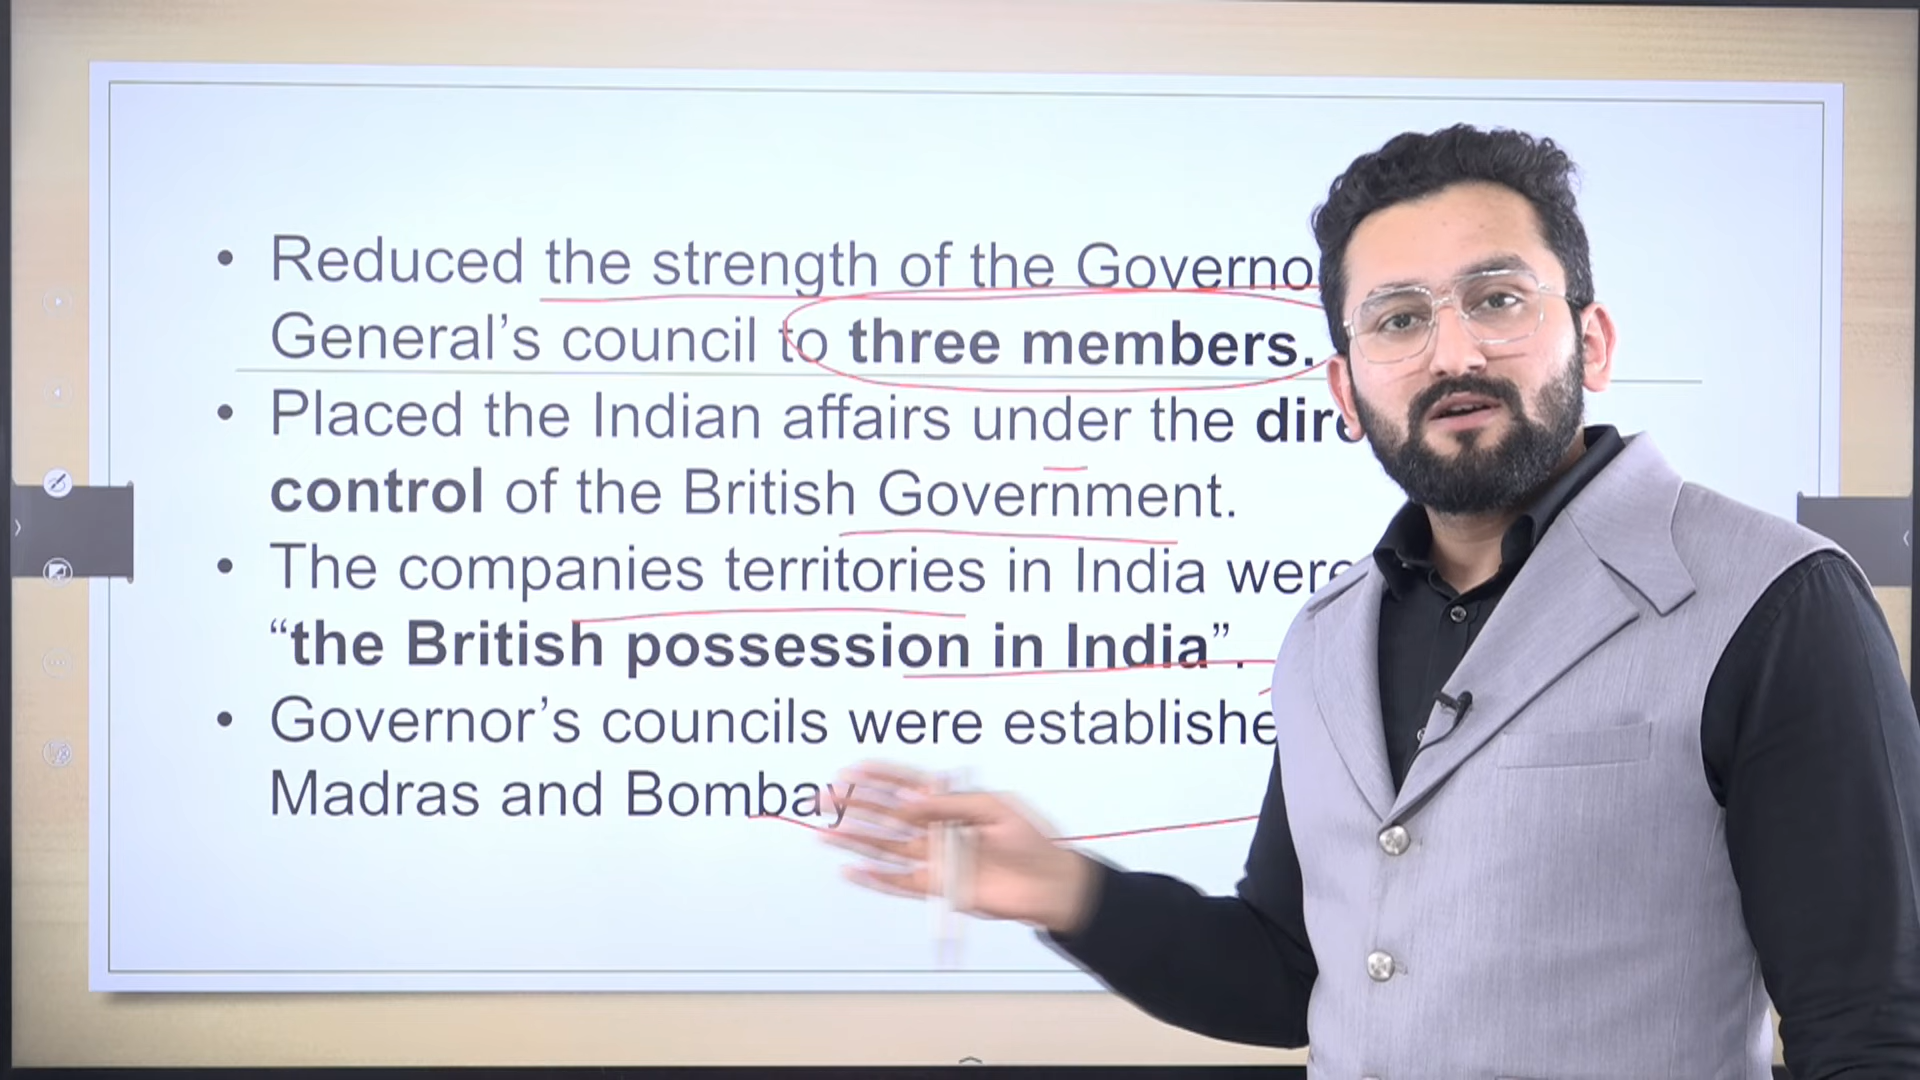 • Reduced the strength of the Governo
General’s council to three members.
• Placed the Indian affairs under the
control of the British Government.
• The companies territories in India were
“the British possession in India”.
• Governor’s councils were establishe
Madras and Bombay